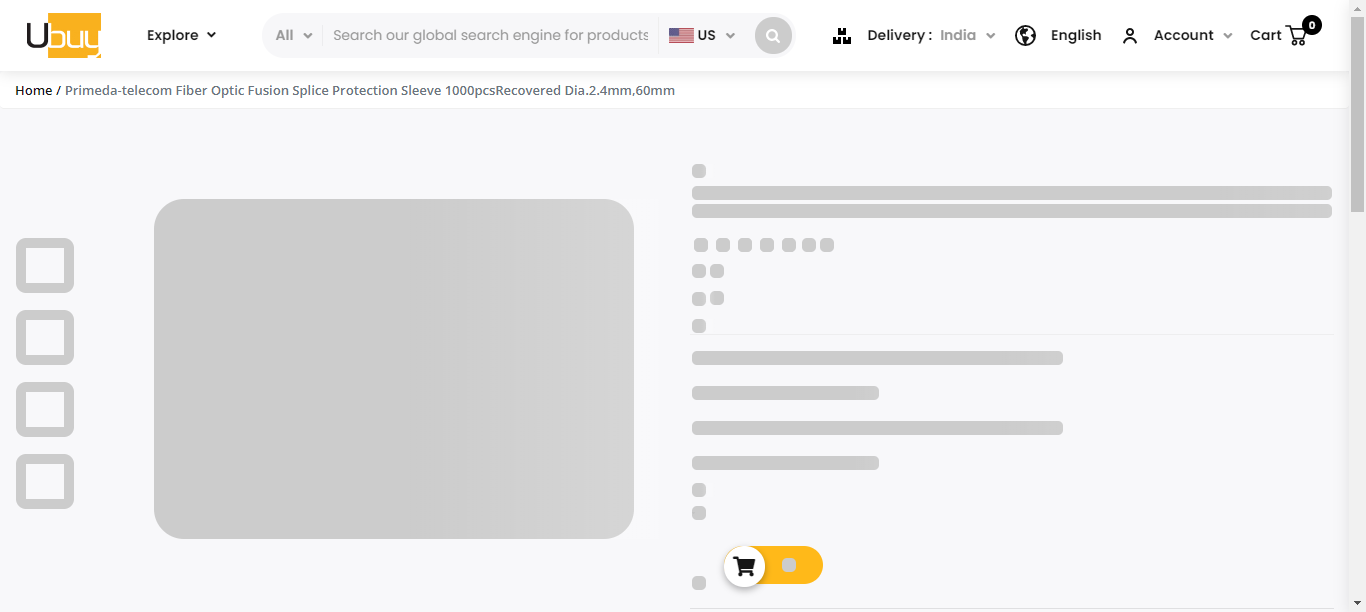 Ubuy
Explore
All
Search our global search engine for products
US
Delivery : India
English
Account
Cart
0
Home / Primeda-telecom Fiber Optic Fusion Splice Protection Sleeve 1000pcsRecovered Dia.2.4mm,60mm